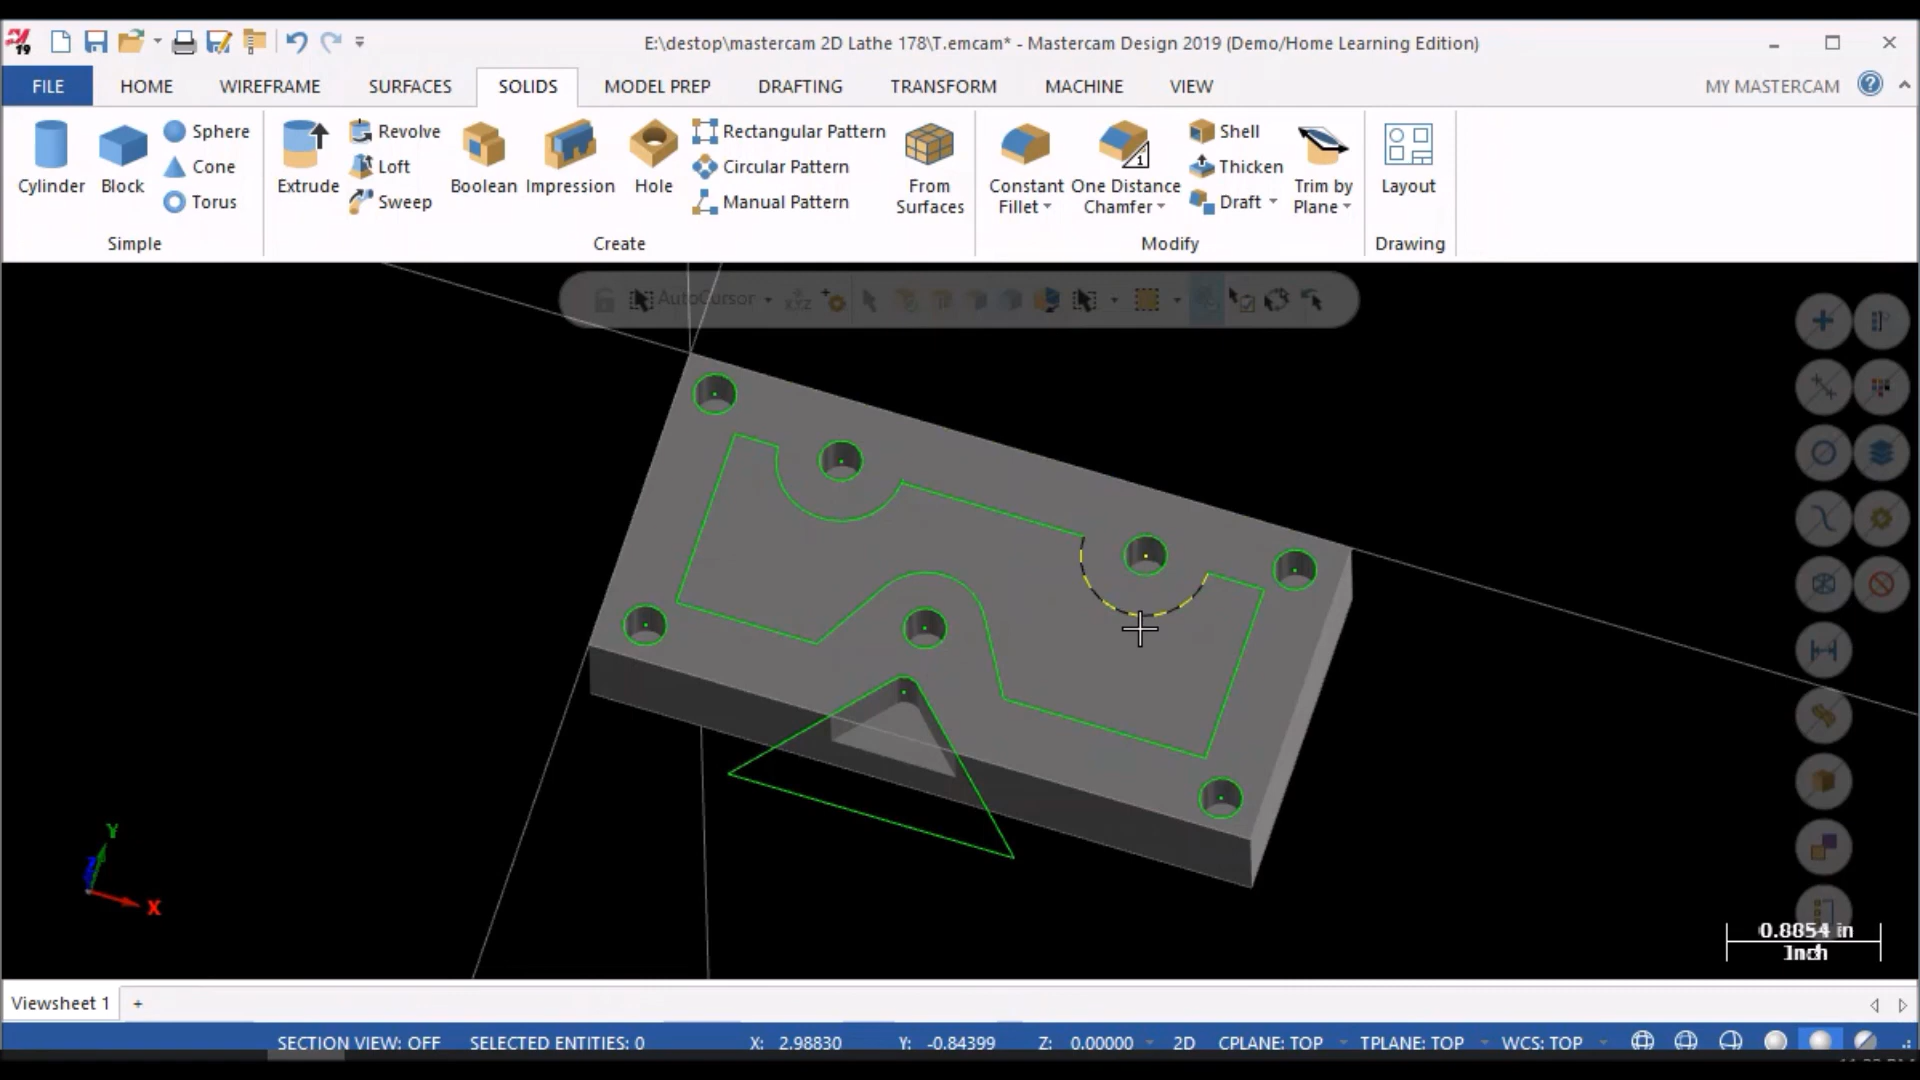 19
E:\destop\mastercam 2D Lathe 178\T.emcam* - Mastercam Design 2019 (Demo/Home Learning Edition)
FILE HOME WIREFRAME SURFACES SOLIDS MODEL PREP DRAFTING TRANSFORM MACHINE VIEW MY MASTERCAM
Cylinder Block Sphere Cone Torus
Simple
Extrude Revolve Loft Sweep Boolean Impression Hole Rectangular Pattern Circular Pattern Manual Pattern From Surfaces
Create
Constant Fillet One Distance Chamfer 1 Shell Thicken Draft Trim by Plane
Modify
Layout
Drawing
AutoCursor XYZ
Y
Z
X
0.8854 in
Inch
Viewsheet 1 +
SECTION VIEW: OFF SELECTED ENTITIES: 0 X: 2.98830 Y: -0.84399 Z: 0.00000 2D CPLANE: TOP TPLANE: TOP WCS: TOP